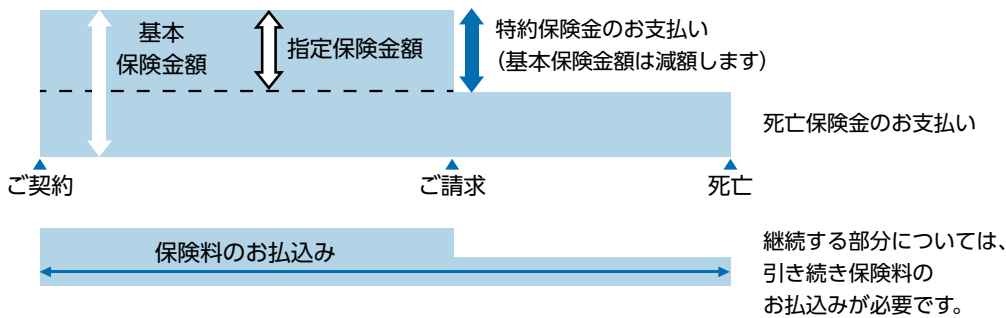 基本
保険金額
指定保険金額
特約保険金のお支払い
（基本保険金額は減額します）
死亡保険金のお支払い
ご契約
ご請求
死亡
保険料のお払込み
継続する部分については、
引き続き保険料の
お払込みが必要です。